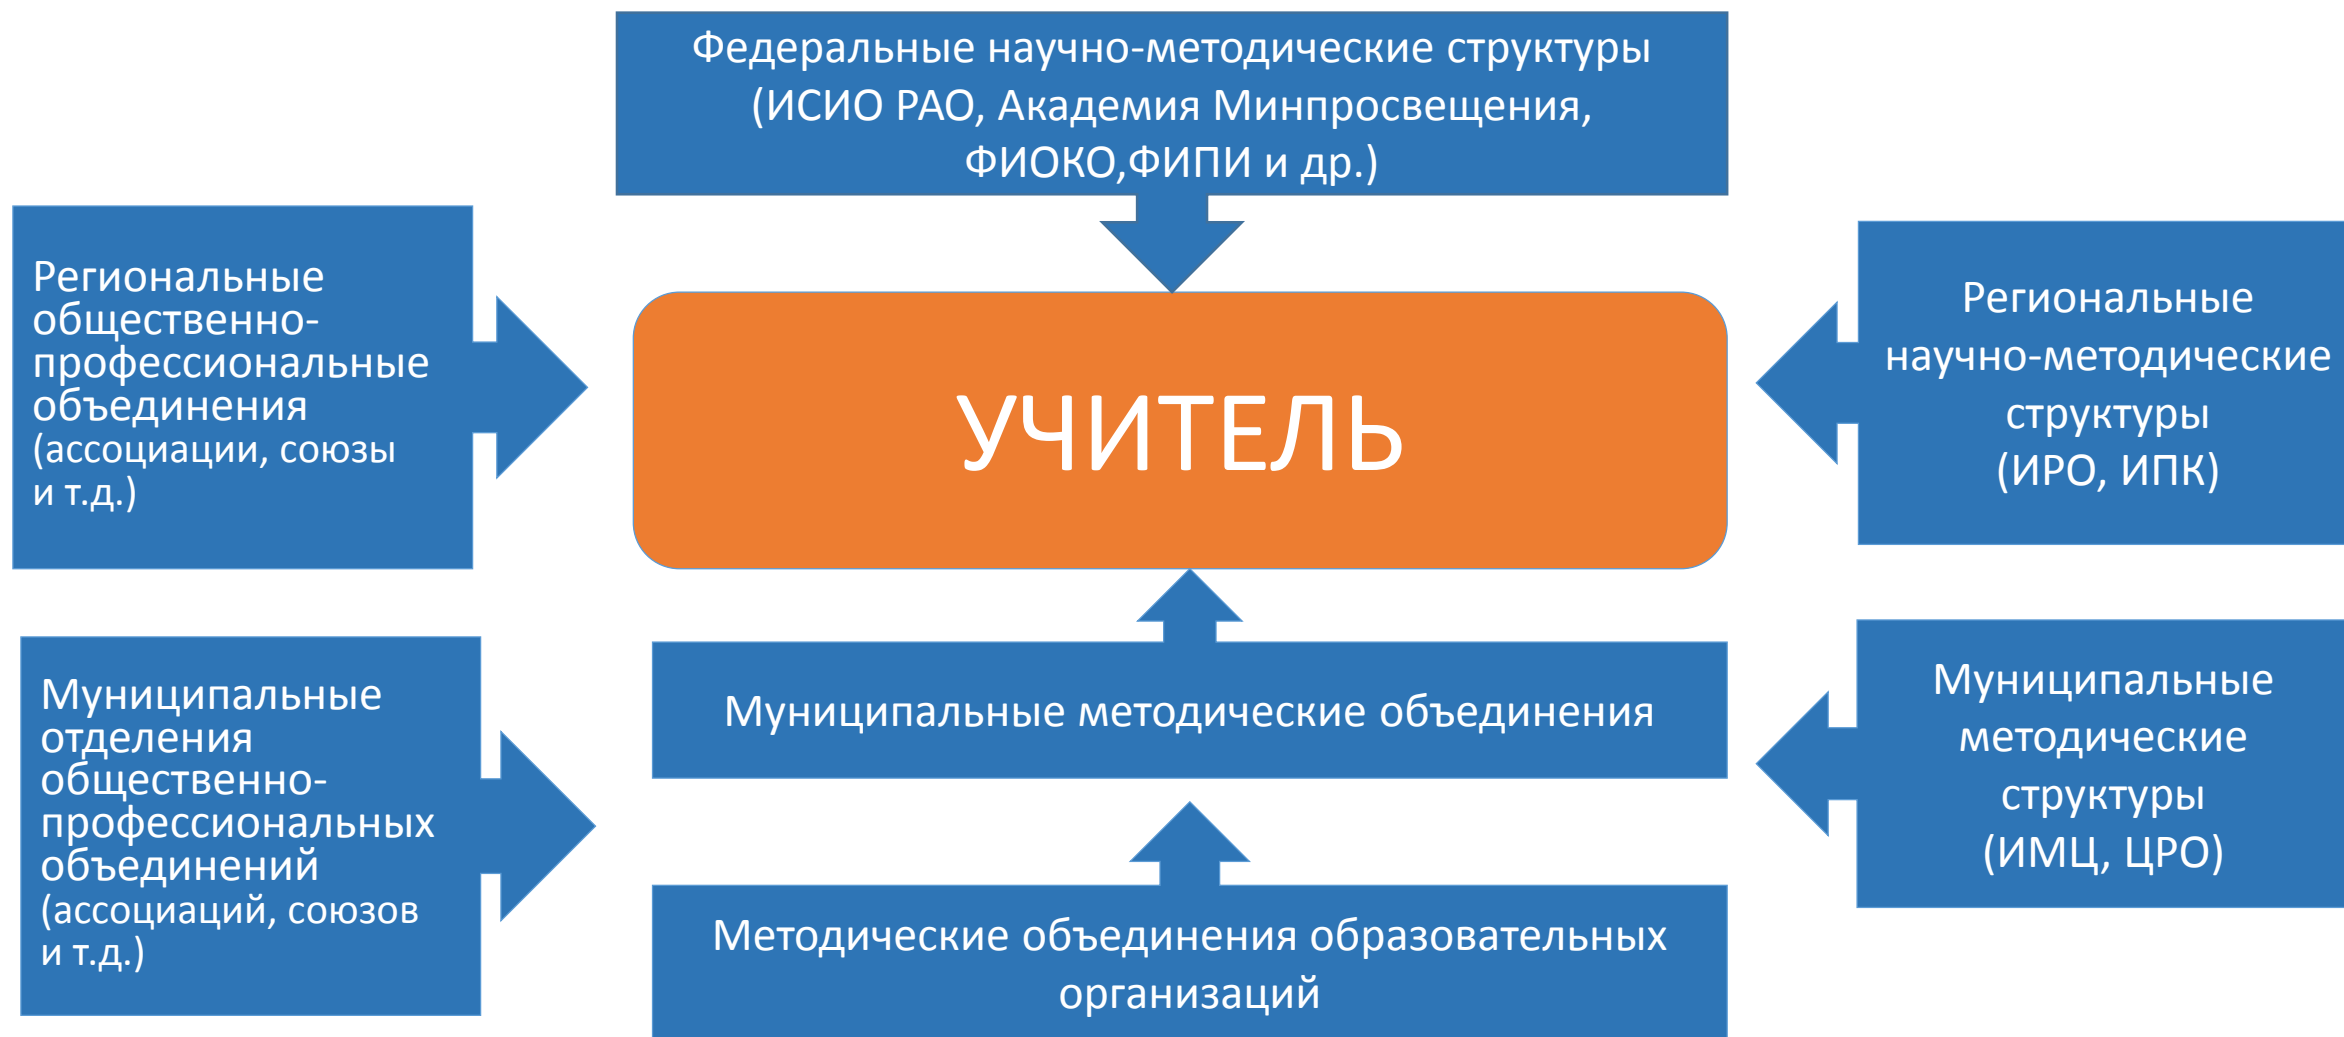 Федеральные научно-методические структуры
(ИСИО РАО, Академия Минпросвещения,
ФИОКО,ФИПИ и др.)
Региональные
общественно-
профессиональные
объединения
(ассоциации, союзы
и т.д.)
УЧИТЕЛЬ
Региональные
научно-методические
структуры
(ИРО, ИПК)
Муниципальные
отделения
общественно-
профессиональных
объединений
(ассоциаций, союзов
и т.д.)
Муниципальные методические объединения
Муниципальные
методические
структуры
(ИМЦ, ЦРО)
Методические объединения образовательных
организаций